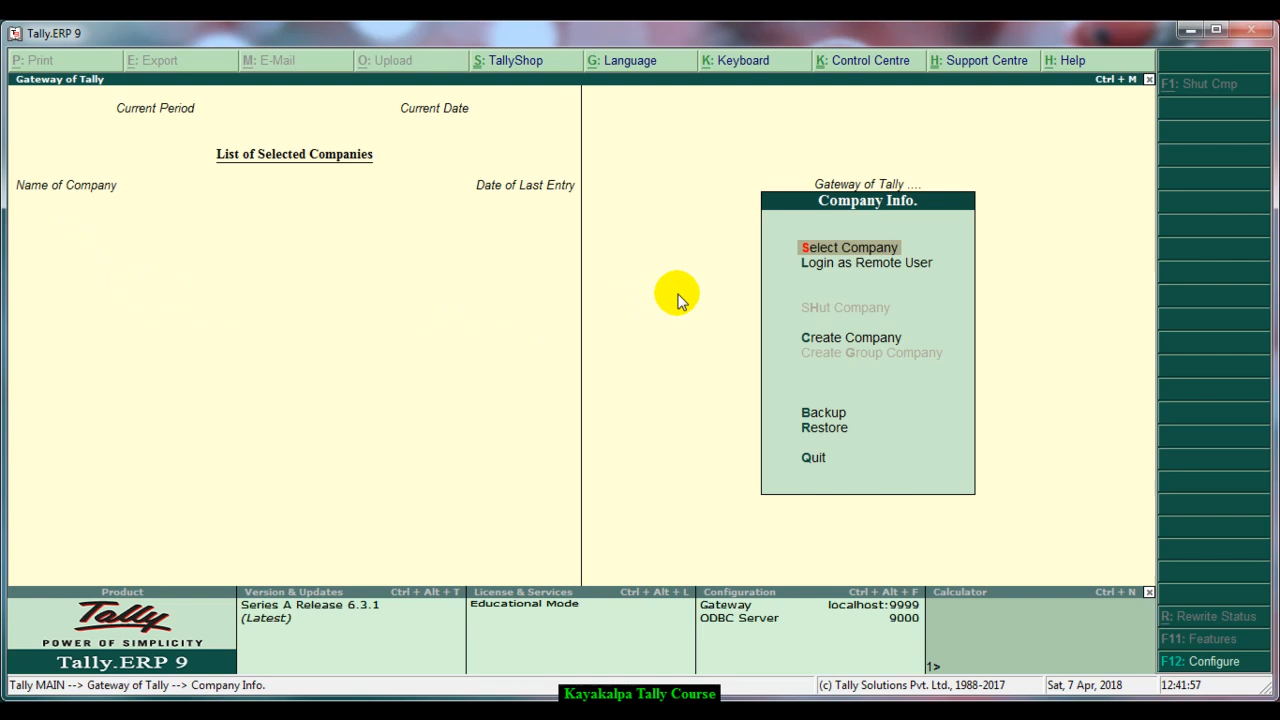 Tally.ERP 9
P: Print
E: Export
M: E-Mail
O: Upload
S: TallyShop
G: Language
K: Keyboard
K: Control Centre
H: Support Centre
H: Help
Gateway of Tally
Ctrl + M
F1: Shut Cmp
Current Period
Current Date
List of Selected Companies
Name of Company
Date of Last Entry
Gateway of Tally ....
Company Info.
Select Company
Login as Remote User
SHut Company
Create Company
Create Group Company
Backup
Restore
Quit
R: Rewrite Status
F11: Features
F12: Configure
Product
Tally
POWER OF SIMPLICITY
Tally.ERP 9
Version & Updates Ctrl + Alt + T
Series A Release 6.3.1
(Latest)
License & Services Ctrl + Alt + L
Educational Mode
Configuration Ctrl + Alt + F
Gateway localhost:9999
ODBC Server 9000
Calculator Ctrl + N
1>
Tally MAIN --> Gateway of Tally --> Company Info.
(c) Tally Solutions Pvt. Ltd., 1988-2017
Sat, 7 Apr, 2018
12:41:57
Kayakalpa Tally Course